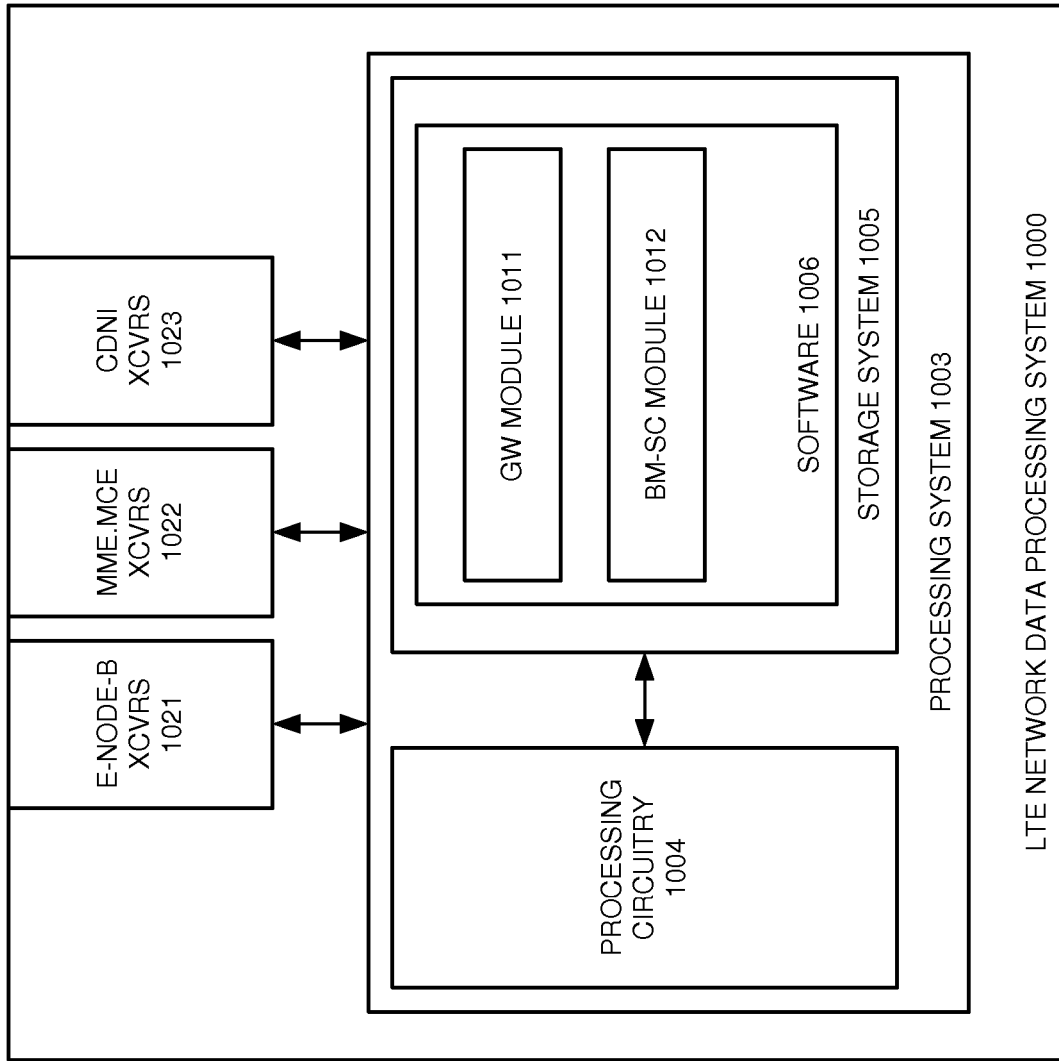 E-NODE-B
XCVRS
1021
MME.MCE
XCVRS
1022
CDNI
XCVRS
1023
PROCESSING
CIRCUITRY
1004
GW MODULE 1011
BM-SC MODULE 1012
SOFTWARE 1006
STORAGE SYSTEM 1005
PROCESSING SYSTEM 1003
LTE NETWORK DATA PROCESSING SYSTEM 1000